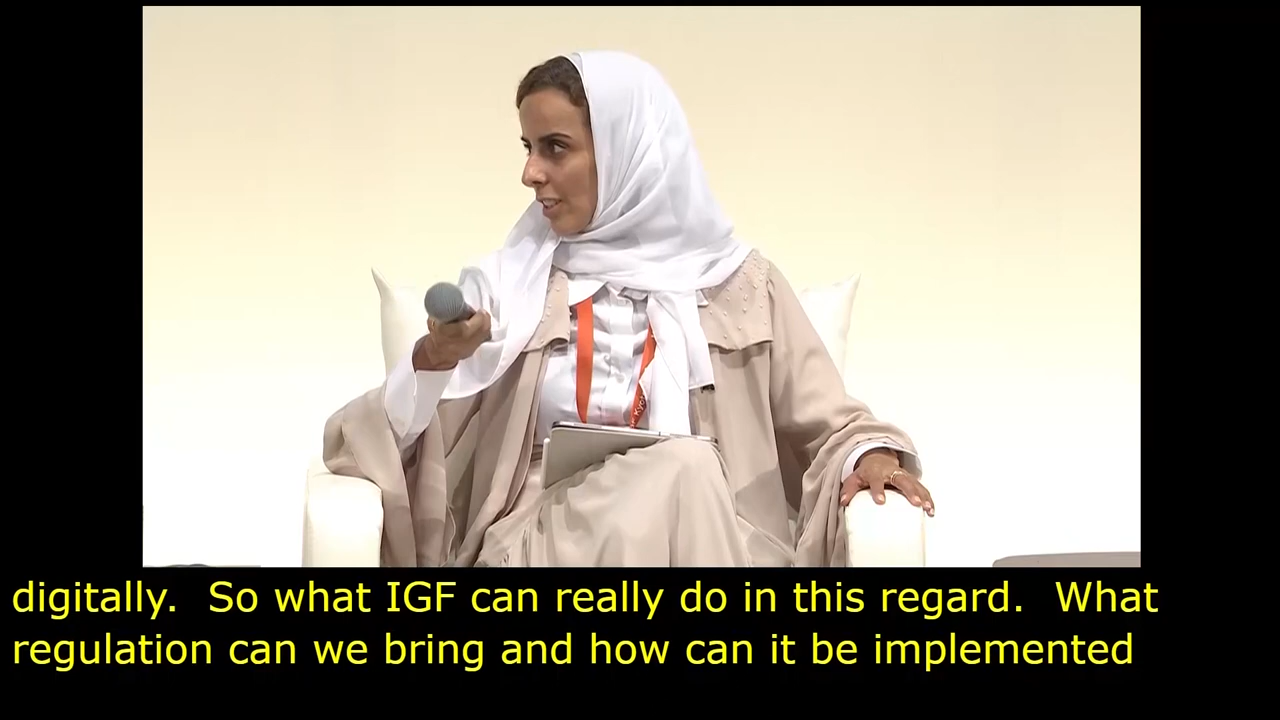 Kyo
digitally.  So what IGF can really do in this regard.  What
regulation can we bring and how can it be implemented